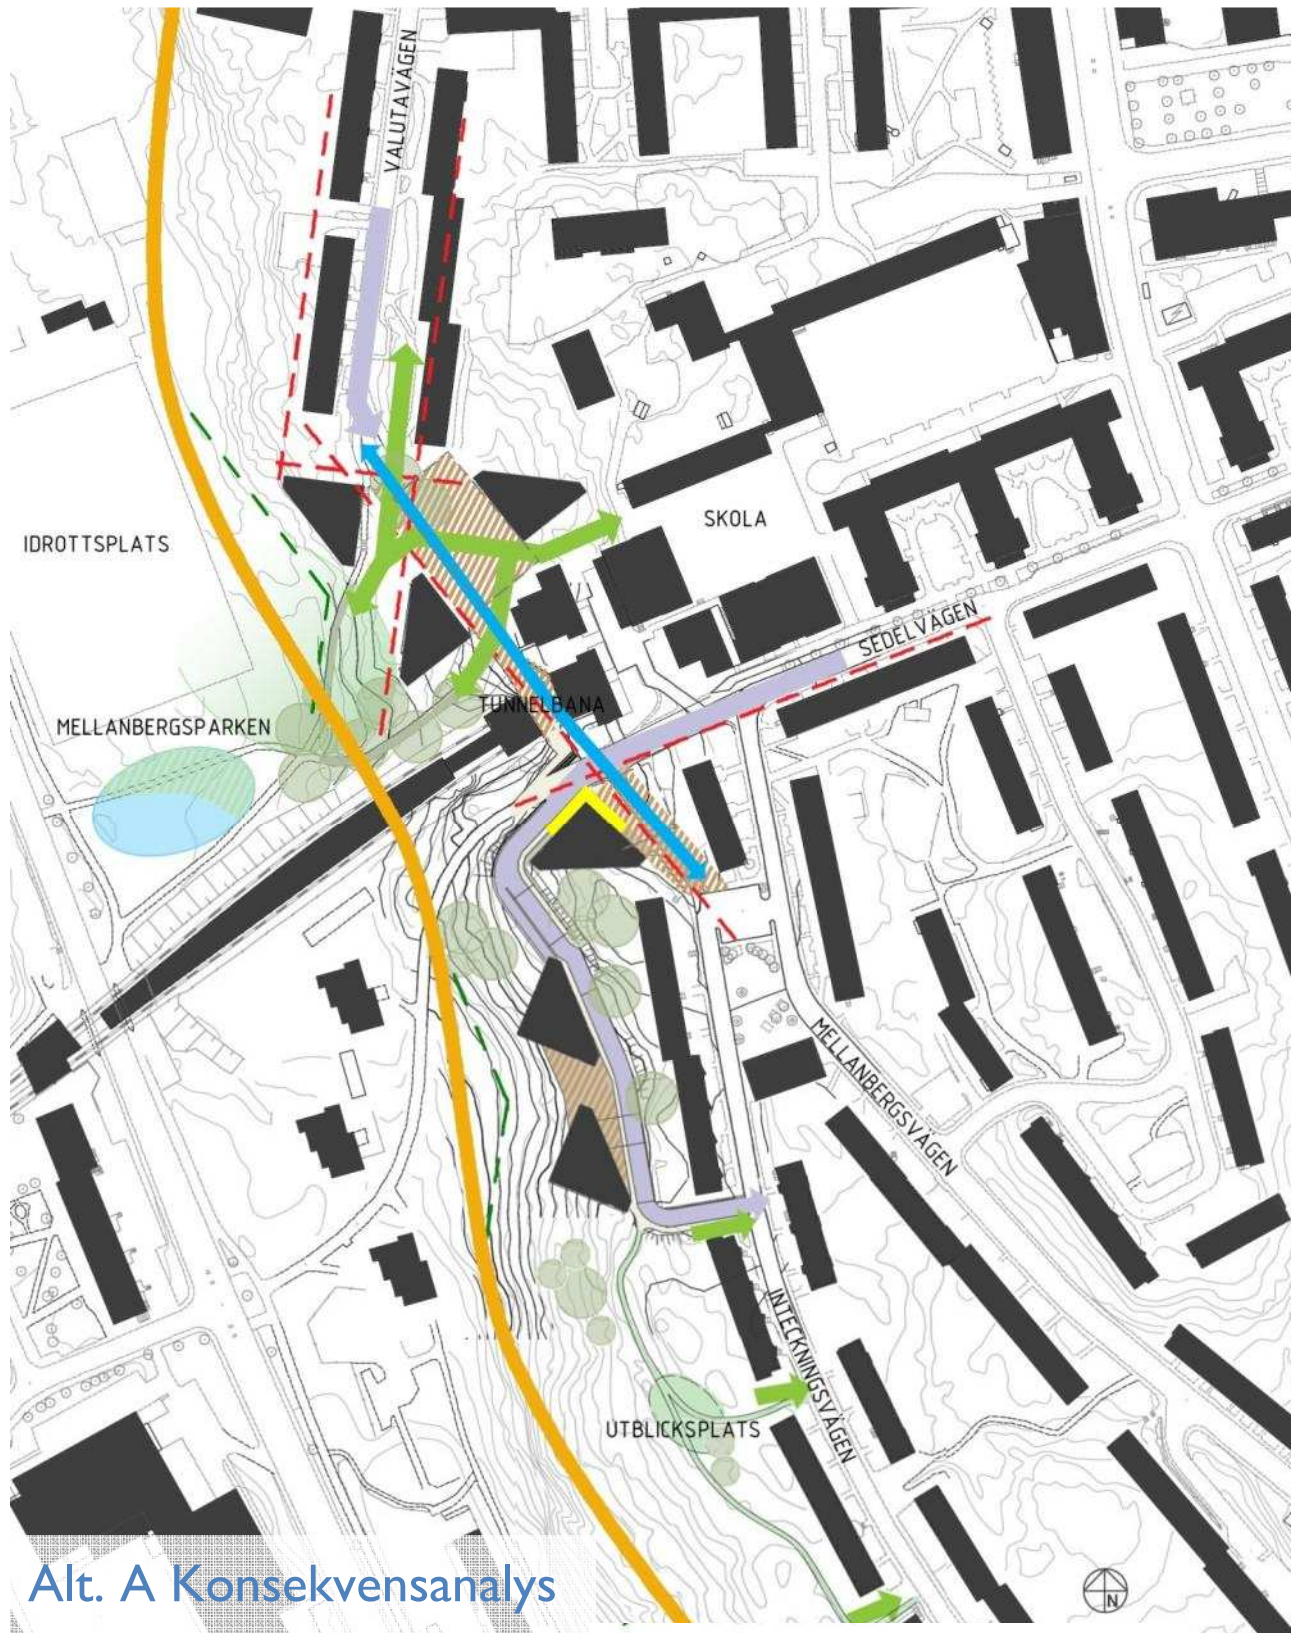 VALUTAVÄGEN
SKOLA
IDROTTSPLATS
SEDELVÄGEN
TUNNELBANA
MELLANBERGSPARKEN
MELLANBERGSVÄGEN
INTECKNINGSVÄGEN
UTBLICKSPLATS
Alt. A Konsekvensanalys
N